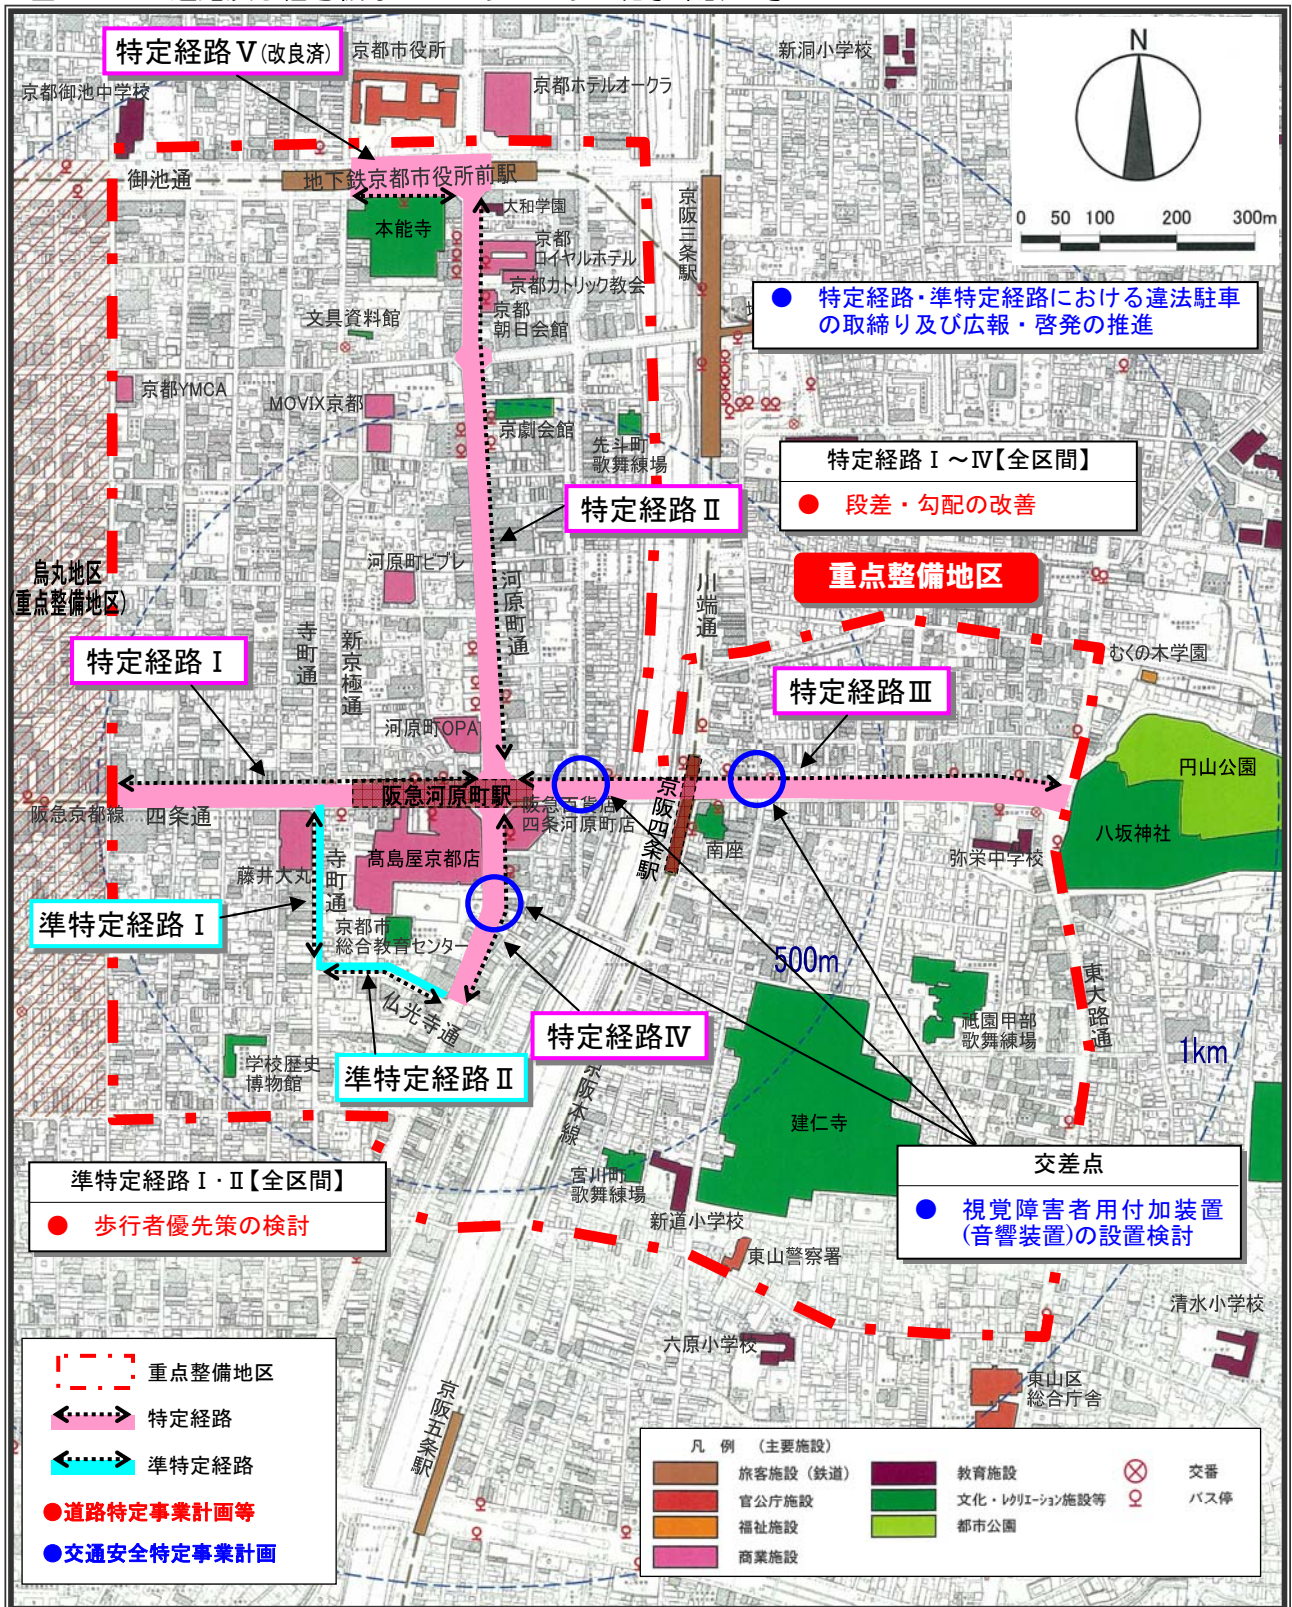 特定経路Ⅴ(改良済)
京都市役所
新洞小学校
京都御池中学校
京都ホテルオークラ
N
御池通
地下鉄京都市役所前駅
大和学園
本能寺
京都
ロイヤルホテル
京都カトリック教会
京都
朝日会館
文具資料館
京阪三条駅
0 50 100 200 300m
● 特定経路・準特定経路における違法駐車
の取締り及び広報・啓発の推進
京都YMCA
MOVIX京都
京劇会館
先斗町
歌舞練場
特定経路Ⅰ～Ⅳ【全区間】
● 段差・勾配の改善
特定経路Ⅱ
重点整備地区
烏丸地区
(重点整備地区)
河原町ビブレ
河原町通
川端通
寺町通
新京極通
特定経路Ⅰ
むくの木学園
特定経路Ⅲ
河原町OPA
円山公園
阪急河原町駅
阪急京都線
四条通
阪急百貨店
四条河原町店
京阪四条駅
南座
八坂神社
弥栄中学校
藤井大丸
寺町通
高島屋京都店
準特定経路Ⅰ
京都市
総合教育センター
500m
仏光寺通
特定経路Ⅳ
祇園甲部
歌舞練場
東大路通
1km
学校歴史
博物館
準特定経路Ⅱ
京阪本線
建仁寺
交差点
● 視覚障害者用付加装置
(音響装置)の設置検討
準特定経路Ⅰ・Ⅱ【全区間】
● 歩行者優先策の検討
宮川町
歌舞練場
新道小学校
東山警察署
清水小学校
六原小学校
東山区
総合庁舎
京阪五条駅
重点整備地区
特定経路
準特定経路
●道路特定事業計画等
●交通安全特定事業計画
凡 例 (主要施設)
旅客施設（鉄道） 教育施設 交番
官公庁施設 文化・レクリエーション施設等 バス停
福祉施設 都市公園
商業施設